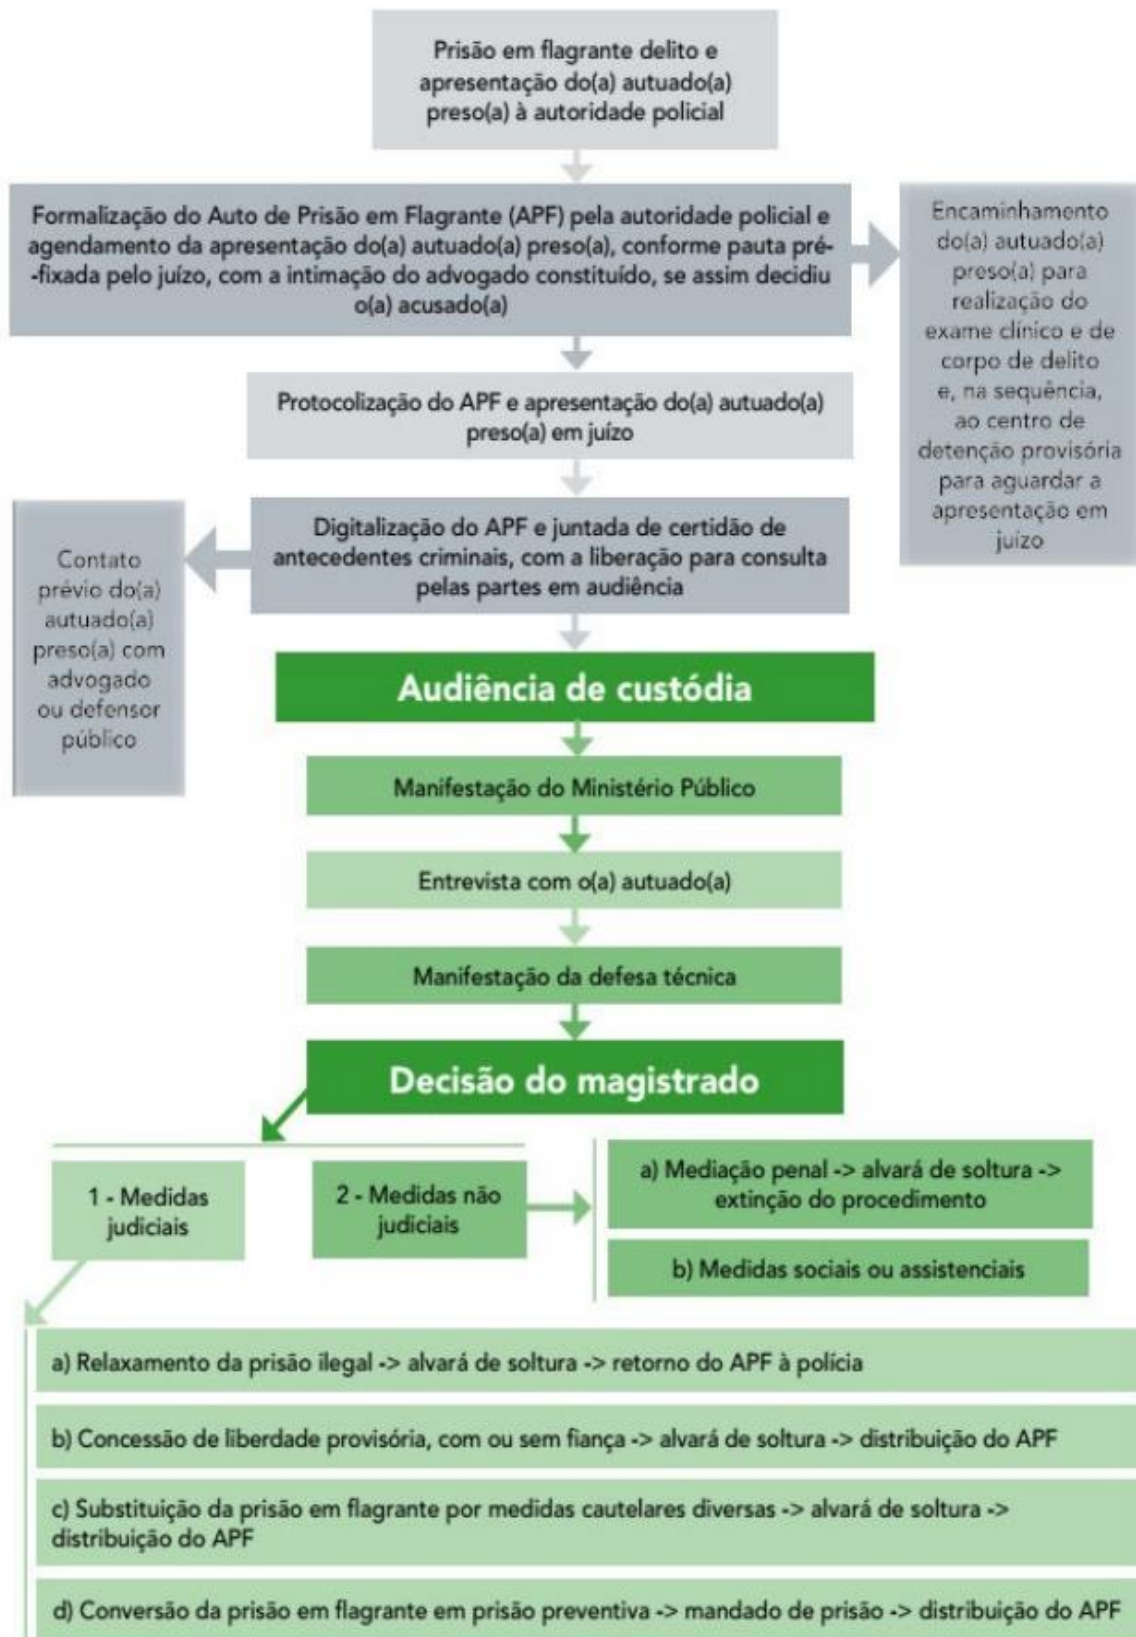 Prisão em flagrante delito e
apresentação do(a) autuado(a)
preso(a) à autoridade policial
Formalização do Auto de Prisão em Flagrante (APF) pela autoridade policial e
agendamento da apresentação do(a) autuado(a) preso(a), conforme pauta pré-
-fixada pelo juízo, com a intimação do advogado constituído, se assim decidiu
o(a) acusado(a)
Encaminhamento
do(a) autuado(a)
preso(a) para
realização do
exame clínico e de
corpo de delito
e, na sequência,
ao centro de
detenção provisória
para aguardar a
apresentação em
juízo
Protocolização do APF e apresentação do(a) autuado(a)
preso(a) em juízo
Digitalização do APF e juntada de certidão de
antecedentes criminais, com a liberação para consulta
pelas partes em audiência
Contato
prévio do(a)
autuado(a)
preso(a) com
advogado
ou defensor
público
Audiência de custódia
Manifestação do Ministério Público
Entrevista com o(a) autuado(a)
Manifestação da defesa técnica
Decisão do magistrado
1 - Medidas
judiciais
2 - Medidas não
judiciais
a) Mediação penal -> alvará de soltura ->
extinção do procedimento
b) Medidas sociais ou assistenciais
a) Relaxamento da prisão ilegal -> alvará de soltura -> retorno do APF à polícia
b) Concessão de liberdade provisória, com ou sem fiança -> alvará de soltura -> distribuição do APF
c) Substituição da prisão em flagrante por medidas cautelares diversas -> alvará de soltura ->
distribuição do APF
d) Conversão da prisão em flagrante em prisão preventiva -> mandado de prisão -> distribuição do APF